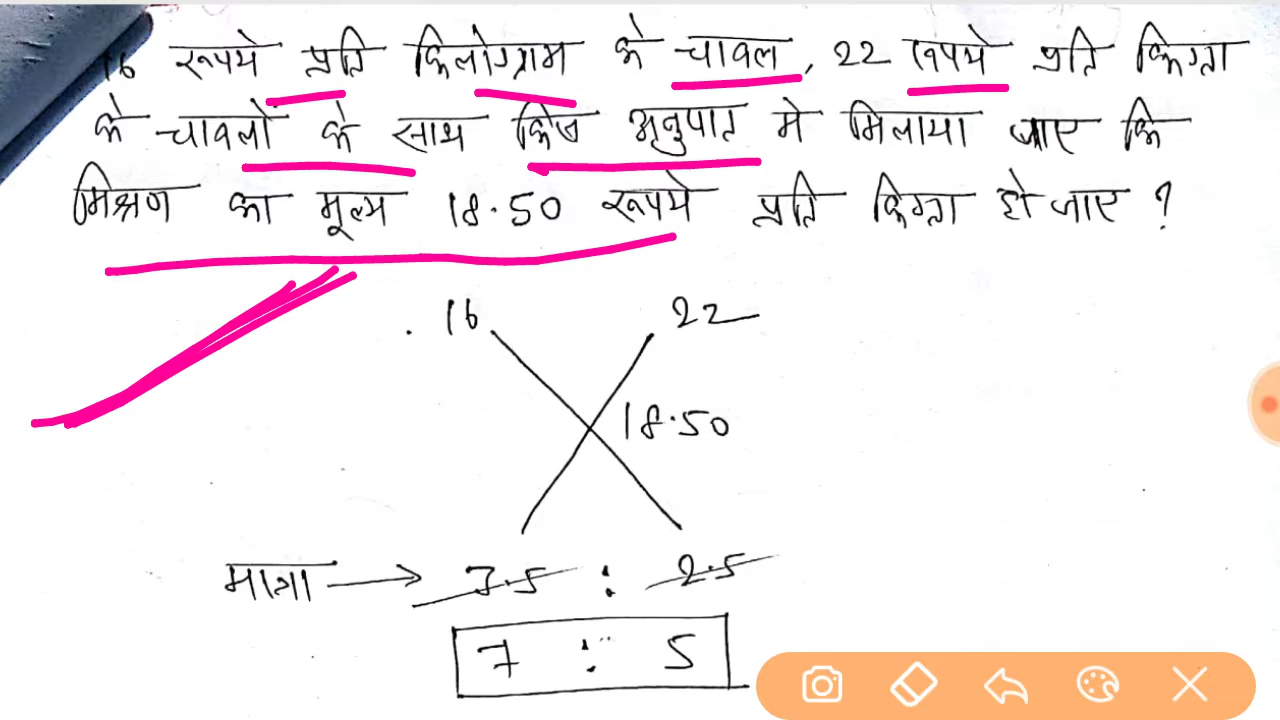 16 रूपये प्रति किलोग्राम के चावल, 22 रूपये प्रति किग्रा
के चावलों के साथ किस अनुपात मे मिलाया जाए कि
मिश्रण का मूल्य 18.50 रूपये प्रति किग्रा हो जाए ?
16 22
18.50
मात्रा → 3.5 : 2.5
7 : 5